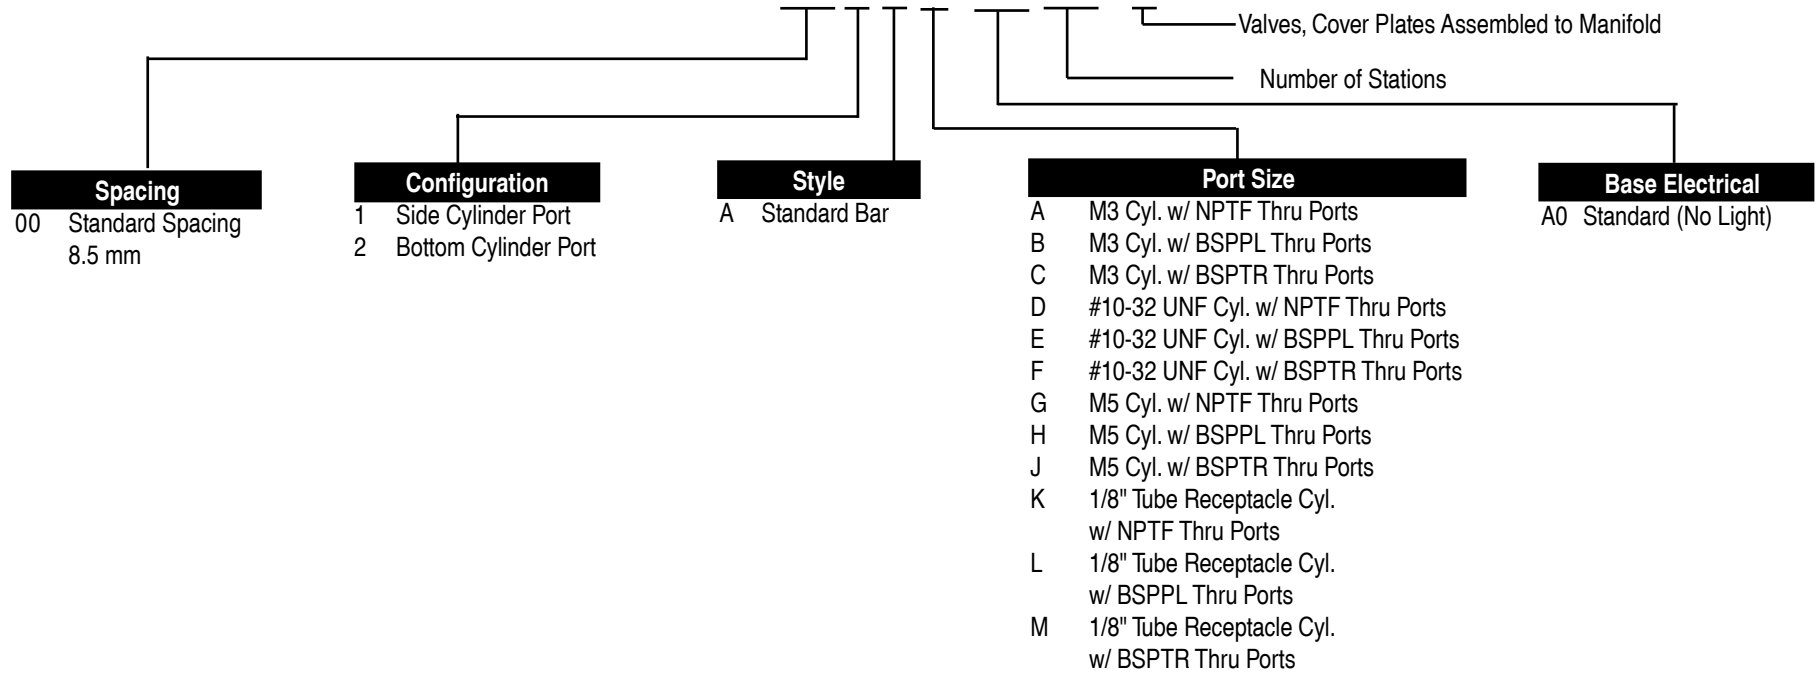 Valves, Cover Plates Assembled to Manifold
Number of Stations
Spacing
00 Standard Spacing
8.5 mm
Configuration
1 Side Cylinder Port
2 Bottom Cylinder Port
Style
A Standard Bar
Port Size
A M3 Cyl. w/ NPTF Thru Ports
B M3 Cyl. w/ BSPPL Thru Ports
C M3 Cyl. w/ BSPTR Thru Ports
D #10-32 UNF Cyl. w/ NPTF Thru Ports
E #10-32 UNF Cyl. w/ BSPPL Thru Ports
F #10-32 UNF Cyl. w/ BSPTR Thru Ports
G M5 Cyl. w/ NPTF Thru Ports
H M5 Cyl. w/ BSPPL Thru Ports
J M5 Cyl. w/ BSPTR Thru Ports
K 1/8" Tube Receptacle Cyl.
w/ NPTF Thru Ports
L 1/8" Tube Receptacle Cyl.
w/ BSPPL Thru Ports
M 1/8" Tube Receptacle Cyl.
w/ BSPTR Thru Ports
Base Electrical
A0 Standard (No Light)